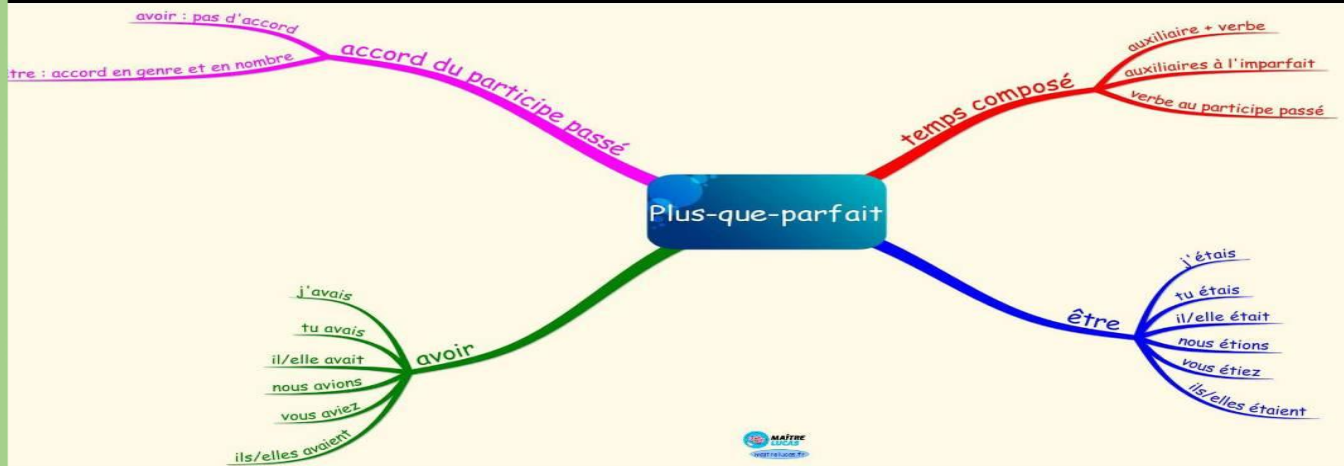 avoir : pas d'accord
tre : accord en genre et en nombre
accord du participe passé
temps composé
auxiliaire + verbe
auxiliaires à l'imparfait
verbe au participe passé
Plus-que-parfait
avoir
j'avais
tu avais
il/elle avait
nous avions
vous aviez
ils/elles avaient
être
j'étais
tu étais
il/elle était
nous étions
vous étiez
ils/elles étaient
MAÎTRE
LUCAS
maitrelucas.fr